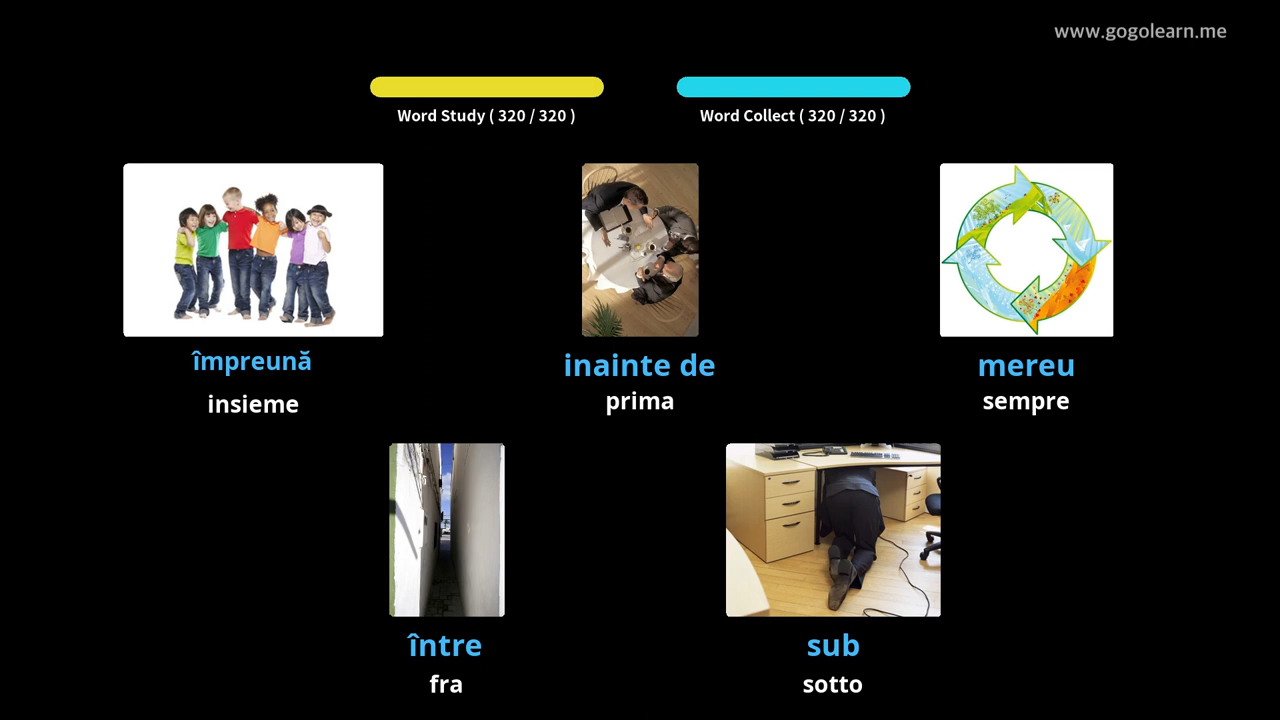 www.gogolearn.me
Word Study ( 320 / 320 )
Word Collect ( 320 / 320 )
împreună
insieme
inainte de
prima
mereu
sempre
între
fra
sub
sotto